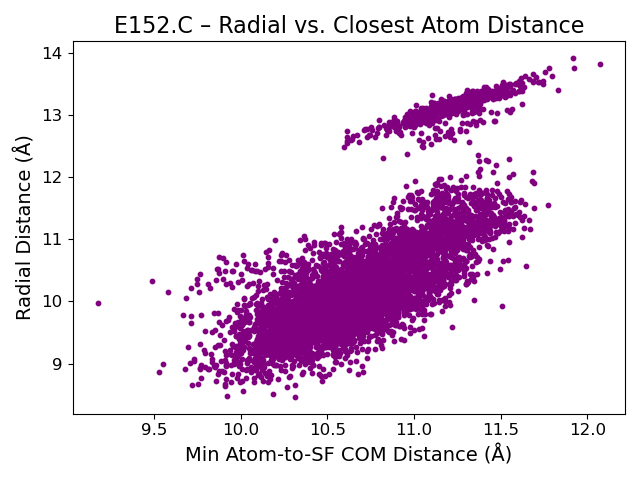 E152.C – Radial vs. Closest Atom Distance
14
13
12
11
10
9
Radial Distance (Å)
9.5 10.0 10.5 11.0 11.5 12.0
Min Atom-to-SF COM Distance (Å)